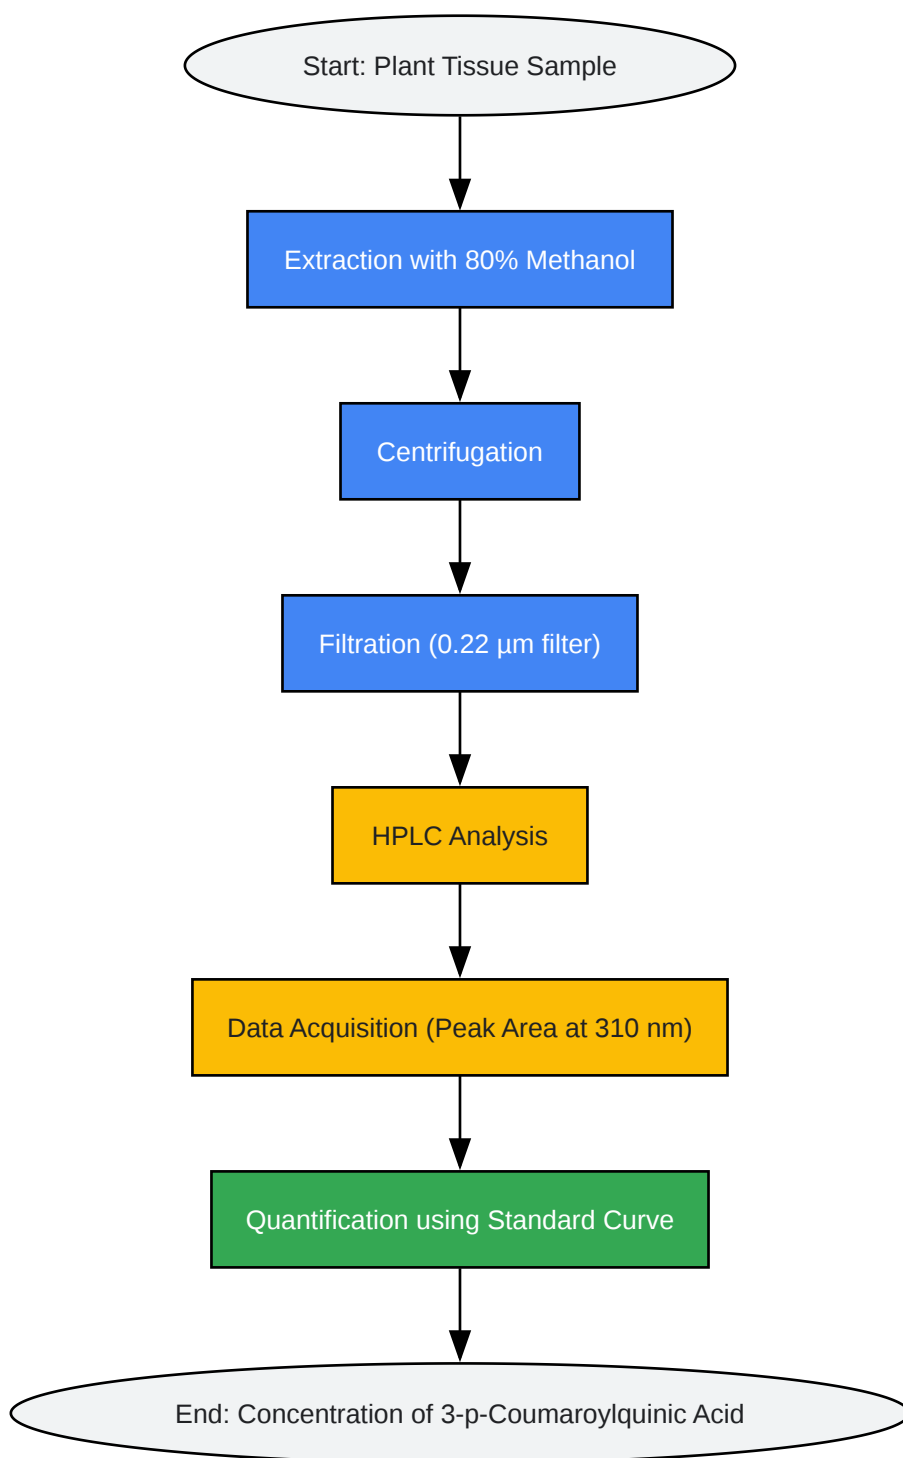 Start: Plant Tissue Sample
Extraction with 80% Methanol
Centrifugation
Filtration (0.22 µm filter)
HPLC Analysis
Data Acquisition (Peak Area at 310 nm)
Quantification using Standard Curve
End: Concentration of 3-p-Coumaroylquinic Acid